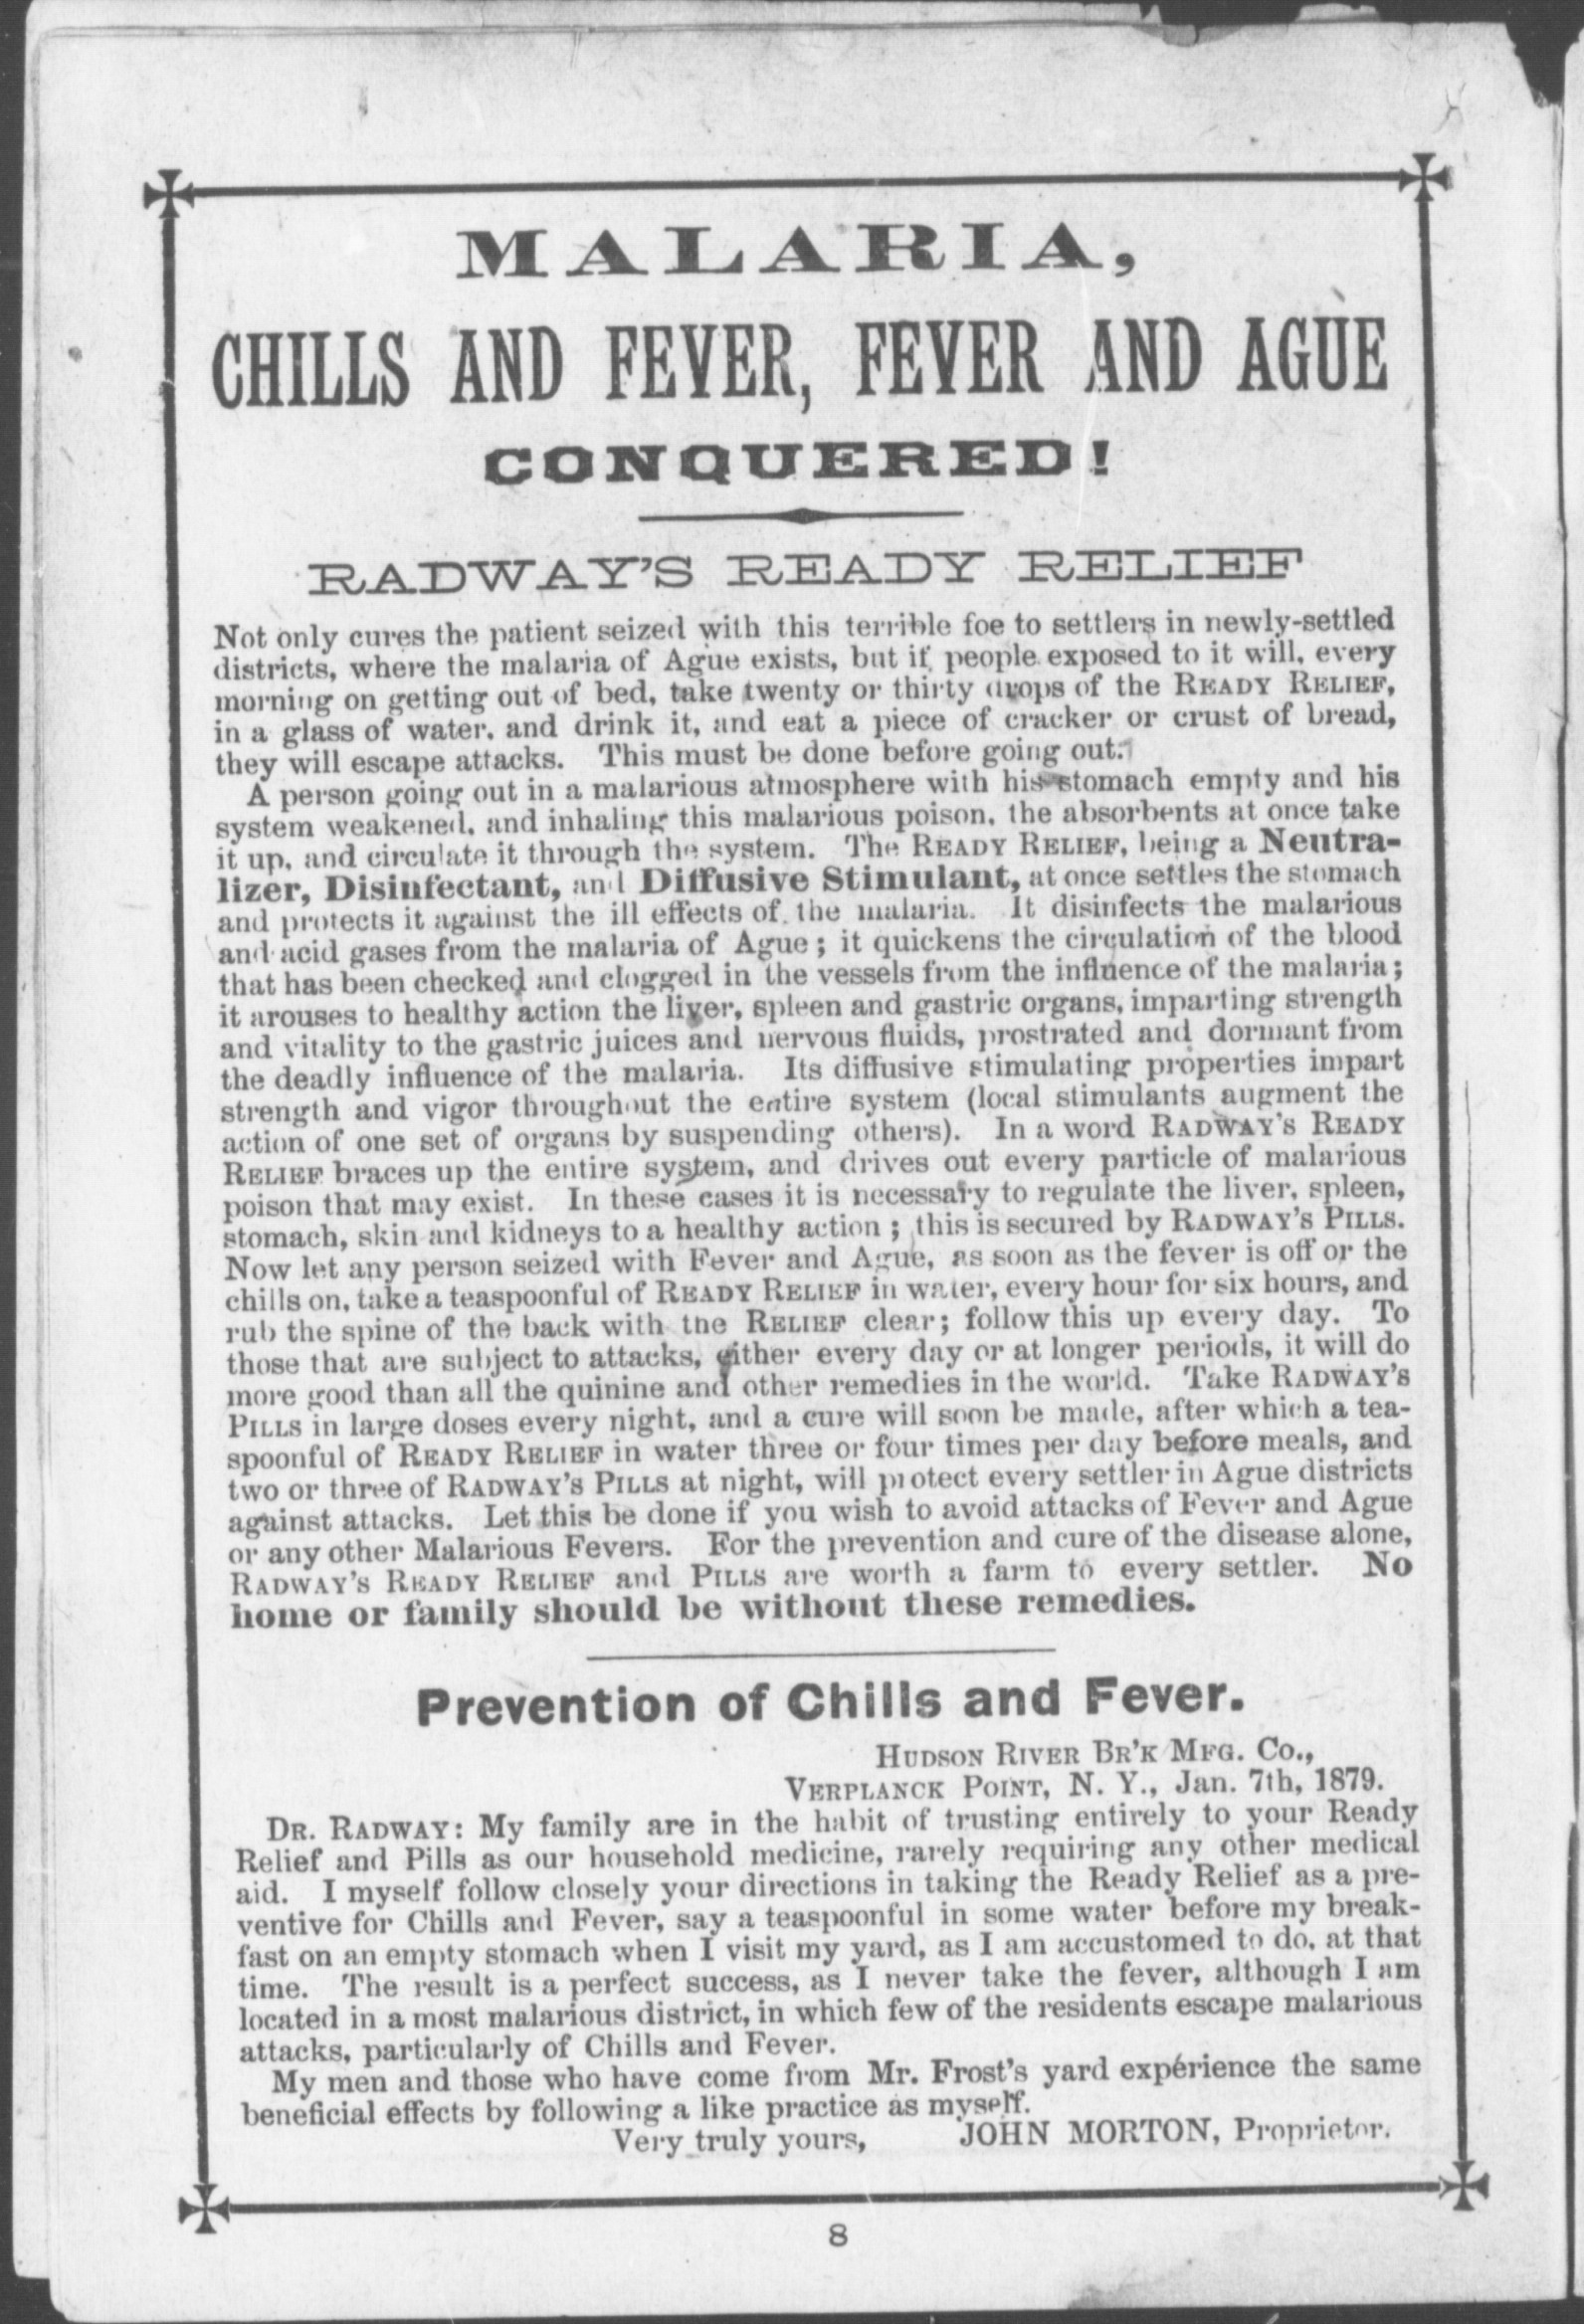 MALARIA,
CHILLS AND FEVER, FEVER AND AGUE
CONQUERED!
RADWAY'S READY RELIEF
Not only cures the patient seized with this terrible foe to settlers in newly-settled
districts, where the malaria of Ague exists, but if people exposed to it will, every
morning on getting out of bed, take twenty or thirty drops of the READY RELIEF,
in a glass of water, and drink it, and eat a piece of cracker or crust of bread,
they will escape attacks. This must be done before going out.
A person going out in a malarious atmosphere with his stomach empty and his
system weakened, and inhaling this malarious poison, the absorbents at once take
it up, and circulate it through the system. The READY RELIEF, being a Neutra-
lizer, Disinfectant, and Diffusive Stimulant, at once settles the stomach
and protects it against the ill effects of the malaria. It disinfects the malarious
and acid gases from the malaria of Ague; it quickens the circulation of the blood
that has been checked and clogged in the vessels from the influence of the malaria;
it arouses to healthy action the liver, spleen and gastric organs, imparting strength
and vitality to the gastric juices and nervous fluids, prostrated and dormant from
the deadly influence of the malaria. Its diffusive stimulating properties impart
strength and vigor throughout the entire system (local stimulants augment the
action of one set of organs by suspending others). In a word RADWAY'S READY
RELIEF braces up the entire system, and drives out every particle of malarious
poison that may exist. In these cases it is necessary to regulate the liver, spleen,
stomach, skin and kidneys to a healthy action; this is secured by RADWAY'S PILLS.
Now let any person seized with Fever and Ague, as soon as the fever is off or the
chills on, take a teaspoonful of READY RELIEF in water, every hour for six hours, and
rub the spine of the back with the RELIEF clear; follow this up every day. To
those that are subject to attacks, either every day or at longer periods, it will do
more good than all the quinine and other remedies in the world. Take RADWAY'S
PILLS in large doses every night, and a cure will soon be made, after which a tea-
spoonful of READY RELIEF in water three or four times per day before meals, and
two or three of RADWAY'S PILLS at night, will protect every settler in Ague districts
against attacks. Let this be done if you wish to avoid attacks of Fever and Ague
or any other Malarious Fevers. For the prevention and cure of the disease alone,
RADWAY'S READY RELIEF and PILLS are worth a farm to every settler. No
home or family should be without these remedies.
Prevention of Chills and Fever.
HUDSON RIVER BR'K MFG. CO.,
VERPLANCK POINT, N. Y., Jan. 7th, 1879.
DR. RADWAY: My family are in the habit of trusting entirely to your Ready
Relief and Pills as our household medicine, rarely requiring any other medical
aid. I myself follow closely your directions in taking the Ready Relief as a pre-
ventive for Chills and Fever, say a teaspoonful in some water before my break-
fast on an empty stomach when I visit my yard, as I am accustomed to do, at that
time. The result is a perfect success, as I never take the fever, although I am
located in a most malarious district, in which few of the residents escape malarious
attacks, particularly of Chills and Fever.
My men and those who have come from Mr. Frost's yard experience the same
beneficial effects by following a like practice as myself.
Very truly yours, JOHN MORTON, Proprietor.
8